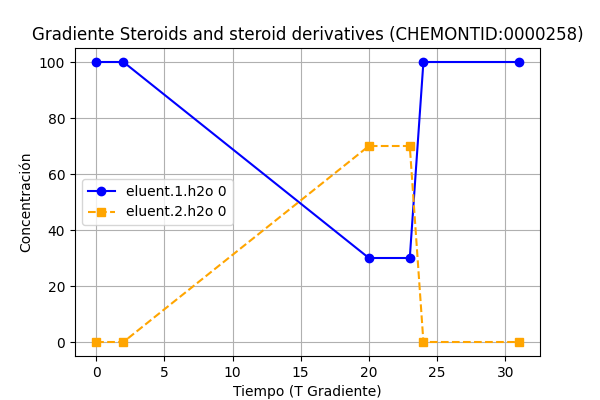 Gradiente Steroids and steroid derivatives (CHEMONTID:0000258)
100
80
60
40
20
0
Concentración
eluent.1.h2o 0
eluent.2.h2o 0
0 5 10 15 20 25 30
Tiempo (T Gradiente)